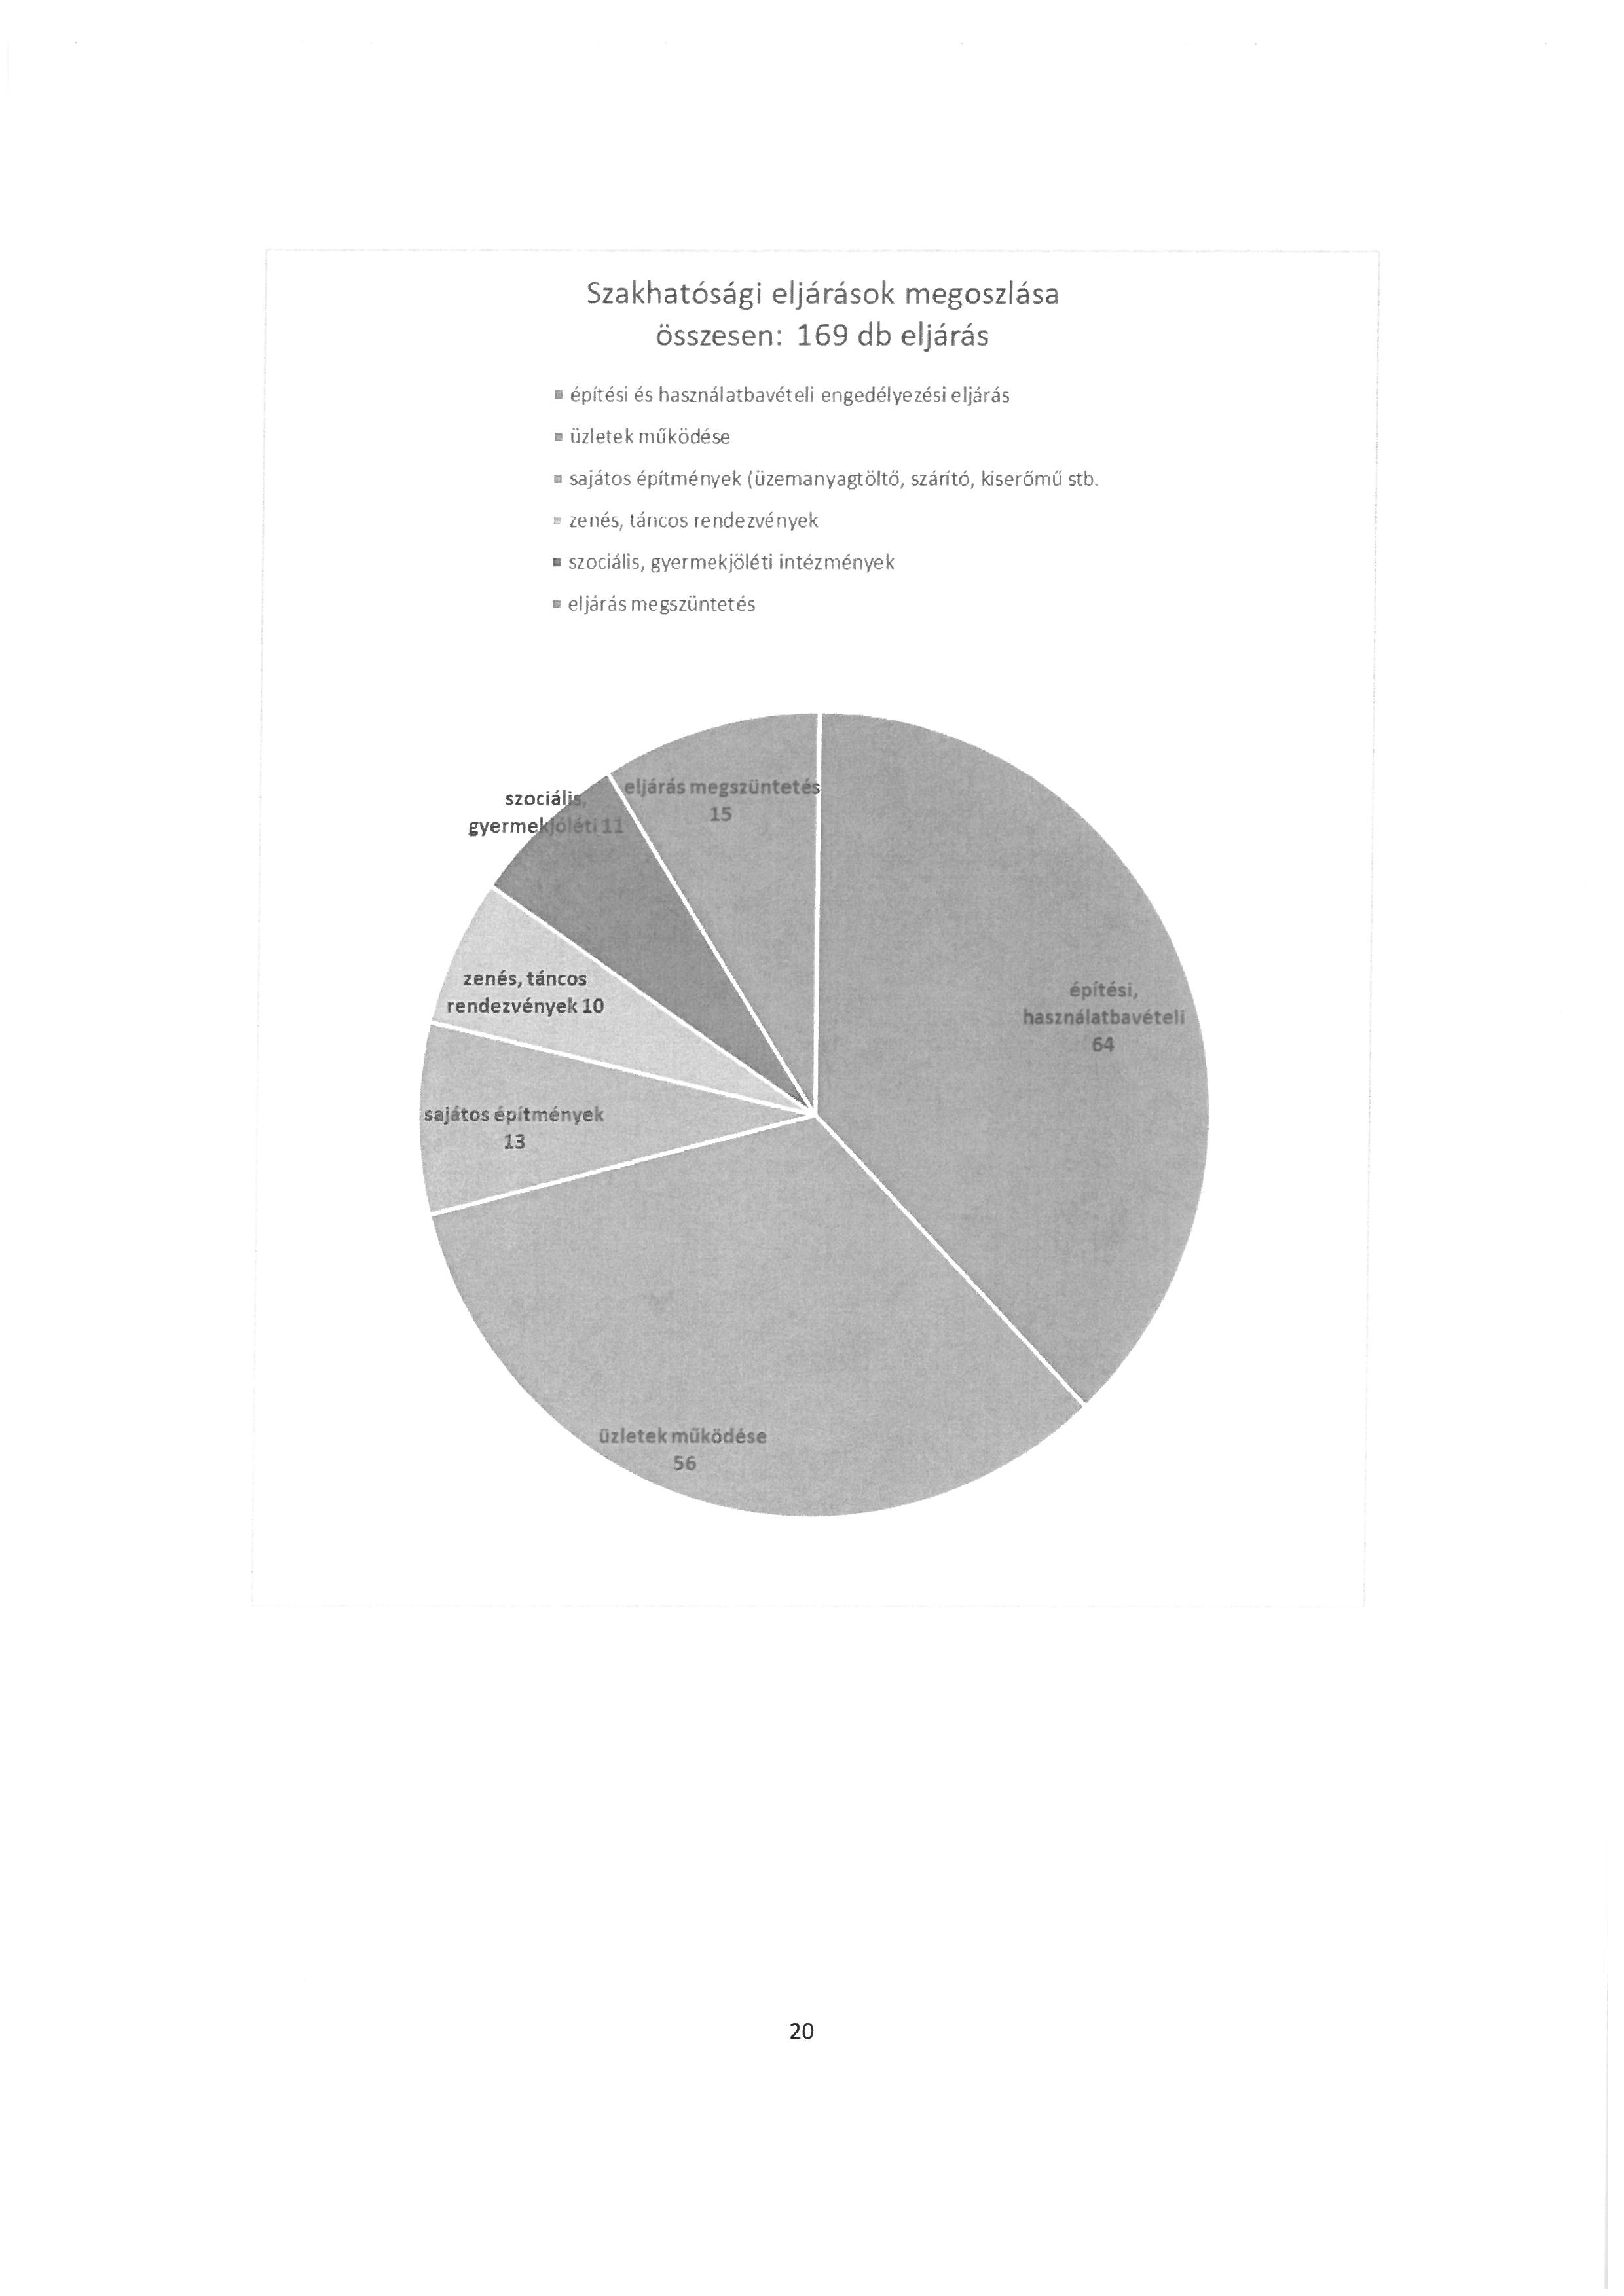 Szakhatósági eljárások megoszlása
összesen: 169 db eljárás
építési és használatbavételi engedélyezési eljárás
üzletek működése
sajátos építmények (üzemanyagtöltő, szárító, kiserőmű stb.
zenés, táncos rendezvények
szociális, gyermekjóléti intézmények
eljárás megszüntetés
eljárás megszüntetés
15
szociális,
gyermekjóléti 11
zenés, táncos
rendezvények 10
építési,
használatbavételi
64
sajátos építmények
13
üzletek működése
56
20